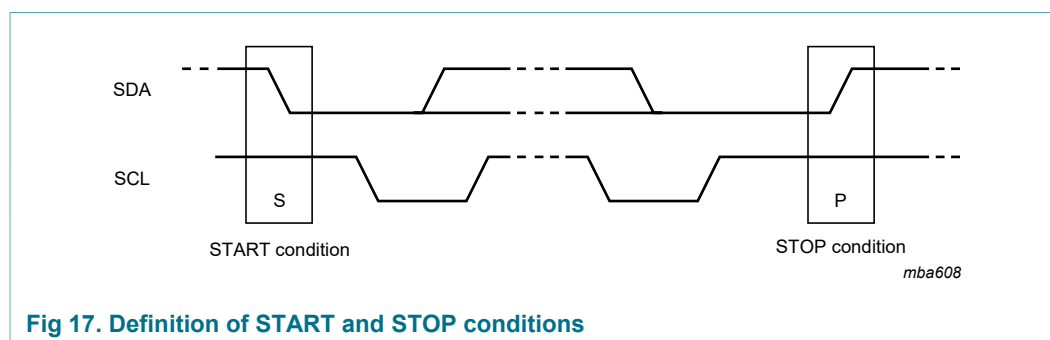 SDA
SCL
S
P
START condition
STOP condition
mba608
Fig 17. Definition of START and STOP conditions